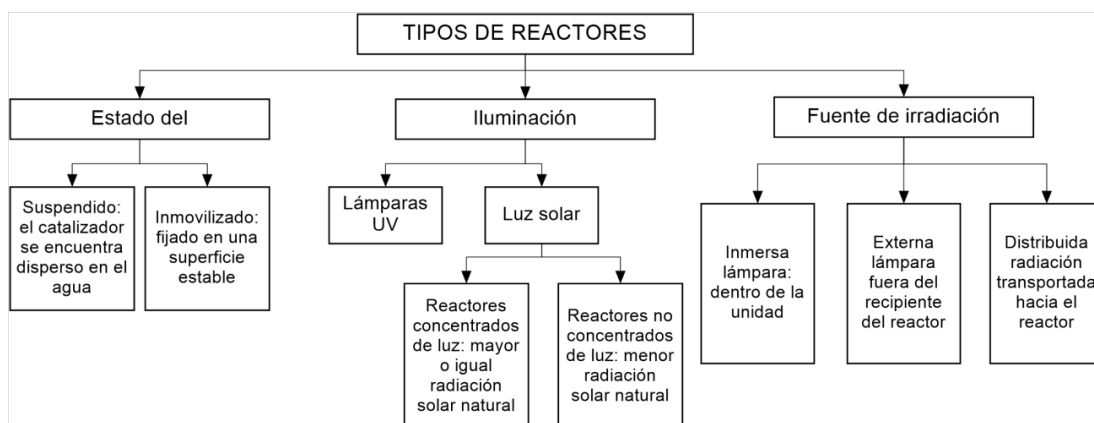 TIPOS DE REACTORES
Estado del
Iluminación
Fuente de irradiación
Suspendido:
el catalizador
se encuentra
disperso en el
agua
Inmovilizado:
fijado en una
superficie
estable
Lámparas
UV
Luz solar
Reactores
concentrados
de luz: mayor
o igual
radiación
solar natural
Reactores no
concentrados
de luz: menor
radiación
solar natural
Inmersa
lámpara:
dentro de la
unidad
Externa
lámpara
fuera del
recipiente
del reactor
Distribuida
radiación
transportada
hacia el
reactor